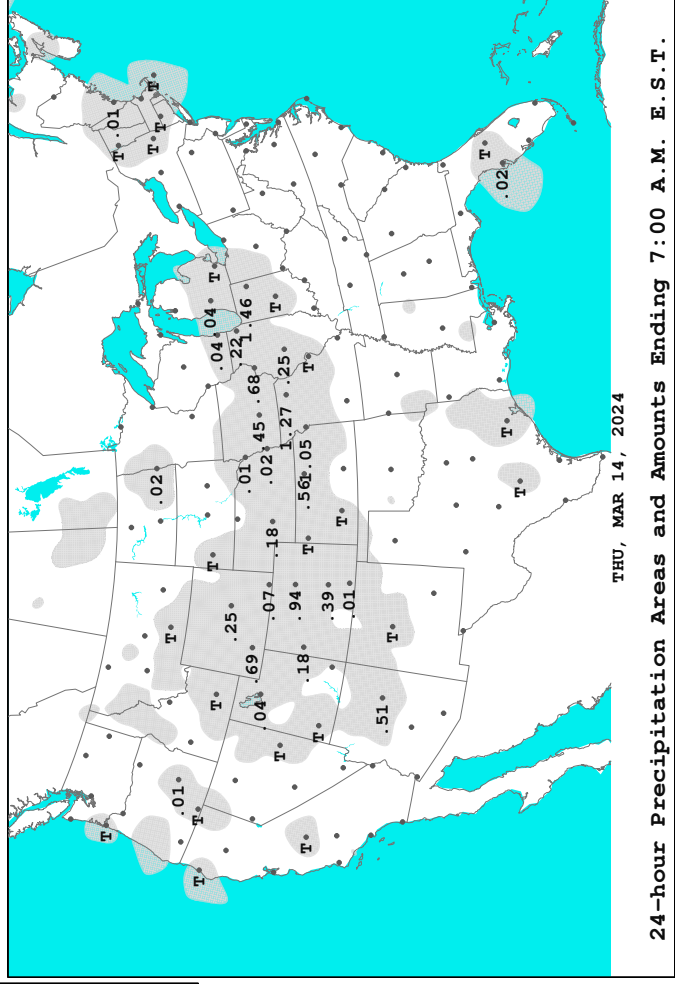 T
.01
T
T
T
T
.02
T
.01
T
T
T
T
.04
T
.04
.25
.22
1.46
.01
.69
.68
.45
.04
.02
.07
.18
T
T
.25
1.27
.94
.18
.56
1.05
T
T
T
T
.39
T
.01
.51
T
T
.02
T
T
THU, MAR 14, 2024
24-hour Precipitation Areas and Amounts Ending 7:00 A.M. E.S.T.